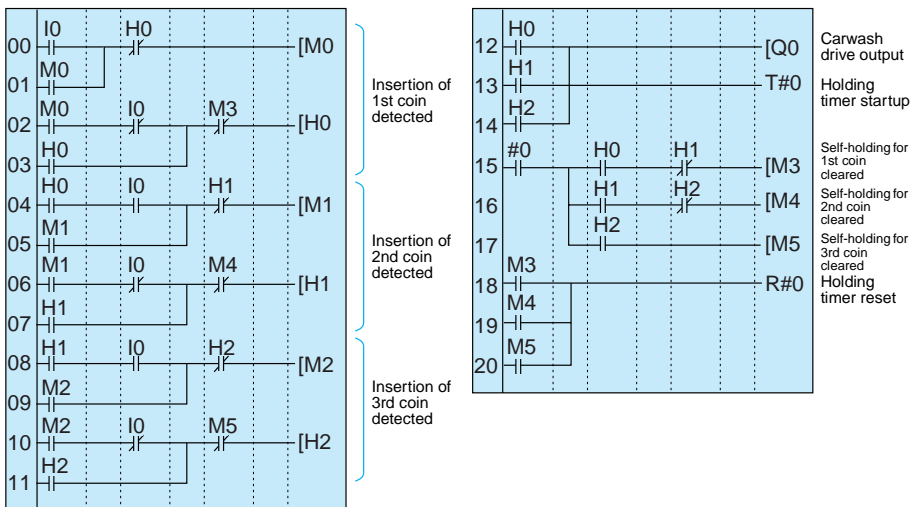 I0 H0
00 [M0
M0
01
M0 I0 M3
02 [H0
H0
03
Insertion of
1st coin
detected
H0 I0 H1
04 [M1
M1
05
M1 I0 M4
06 [H1
H1
07
Insertion of
2nd coin
detected
H1 I0 H2
08 [M2
M2
09
M2 I0 M5
10 [H2
H2
11
Insertion of
3rd coin
detected
H0
12 [Q0
Carwash
drive output
H1
13 T#0
Holding
timer startup
H2
14
#0 H0 H1
15 [M3
Self-holding for
1st coin
cleared
H1 H2
16 [M4
Self-holding for
2nd coin
cleared
H2
17 [M5
Self-holding for
3rd coin
cleared
M3
18 R#0
Holding
timer reset
M4
19
M5
20